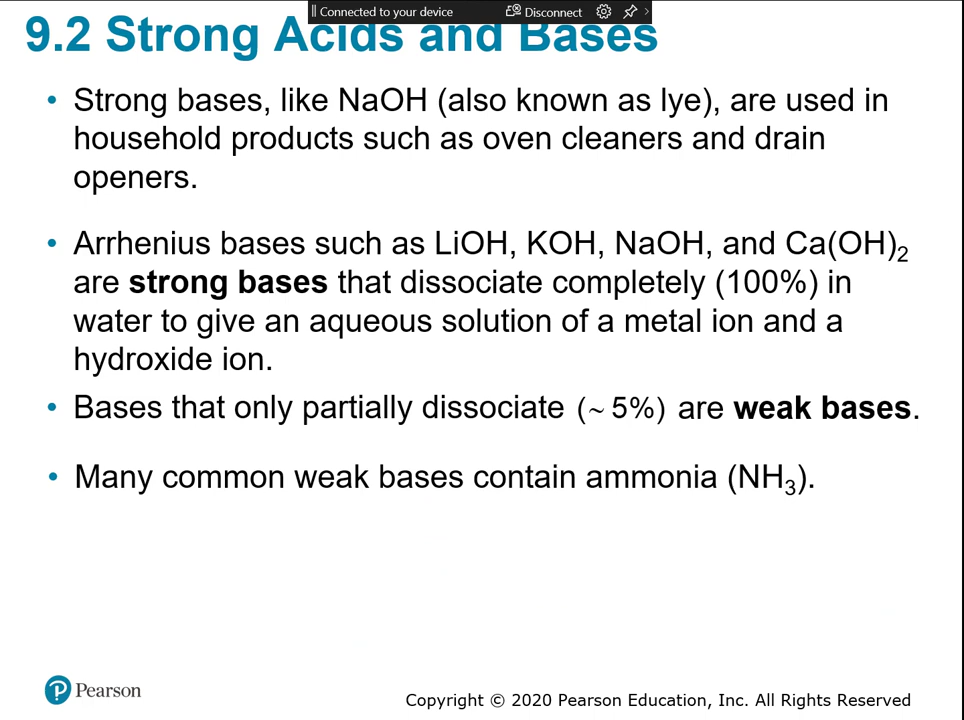 Connected to your device Disconnect
9.2 Strong Acids and Bases
• Strong bases, like NaOH (also known as lye), are used in
household products such as oven cleaners and drain
openers.
• Arrhenius bases such as LiOH, KOH, NaOH, and Ca(OH)₂
are strong bases that dissociate completely (100%) in
water to give an aqueous solution of a metal ion and a
hydroxide ion.
• Bases that only partially dissociate (~ 5%) are weak bases.
• Many common weak bases contain ammonia (NH₃).
Pearson
Copyright © 2020 Pearson Education, Inc. All Rights Reserved